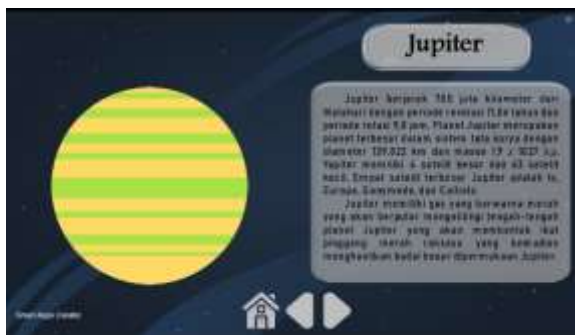 Jupiter
Jupiter berjarak 780 juta kilometer dari
Matahari dengan periode revolusi 11,86 tahun dan
periode rotasi 9,8 jam. Planet Jupiter merupakan
planet terbesar dalam sistem tata surya dengan
diameter km dan massa
Yupiter memiliki 4 satelit besar dan 63 satelit
kecil. Empat satelit terbesar Jupiter adalah Io,
Europa, Ganymede, dan Callisto.
Jupiter memiliki gas yang berwarna merah
yang akan berputar mengelilingi tengah-tengah
planet Jupiter yang akan membentuk ikat
pinggang merah raksasa yang kemudian
menghasilkan badai besar dipermukaan Jupiter.